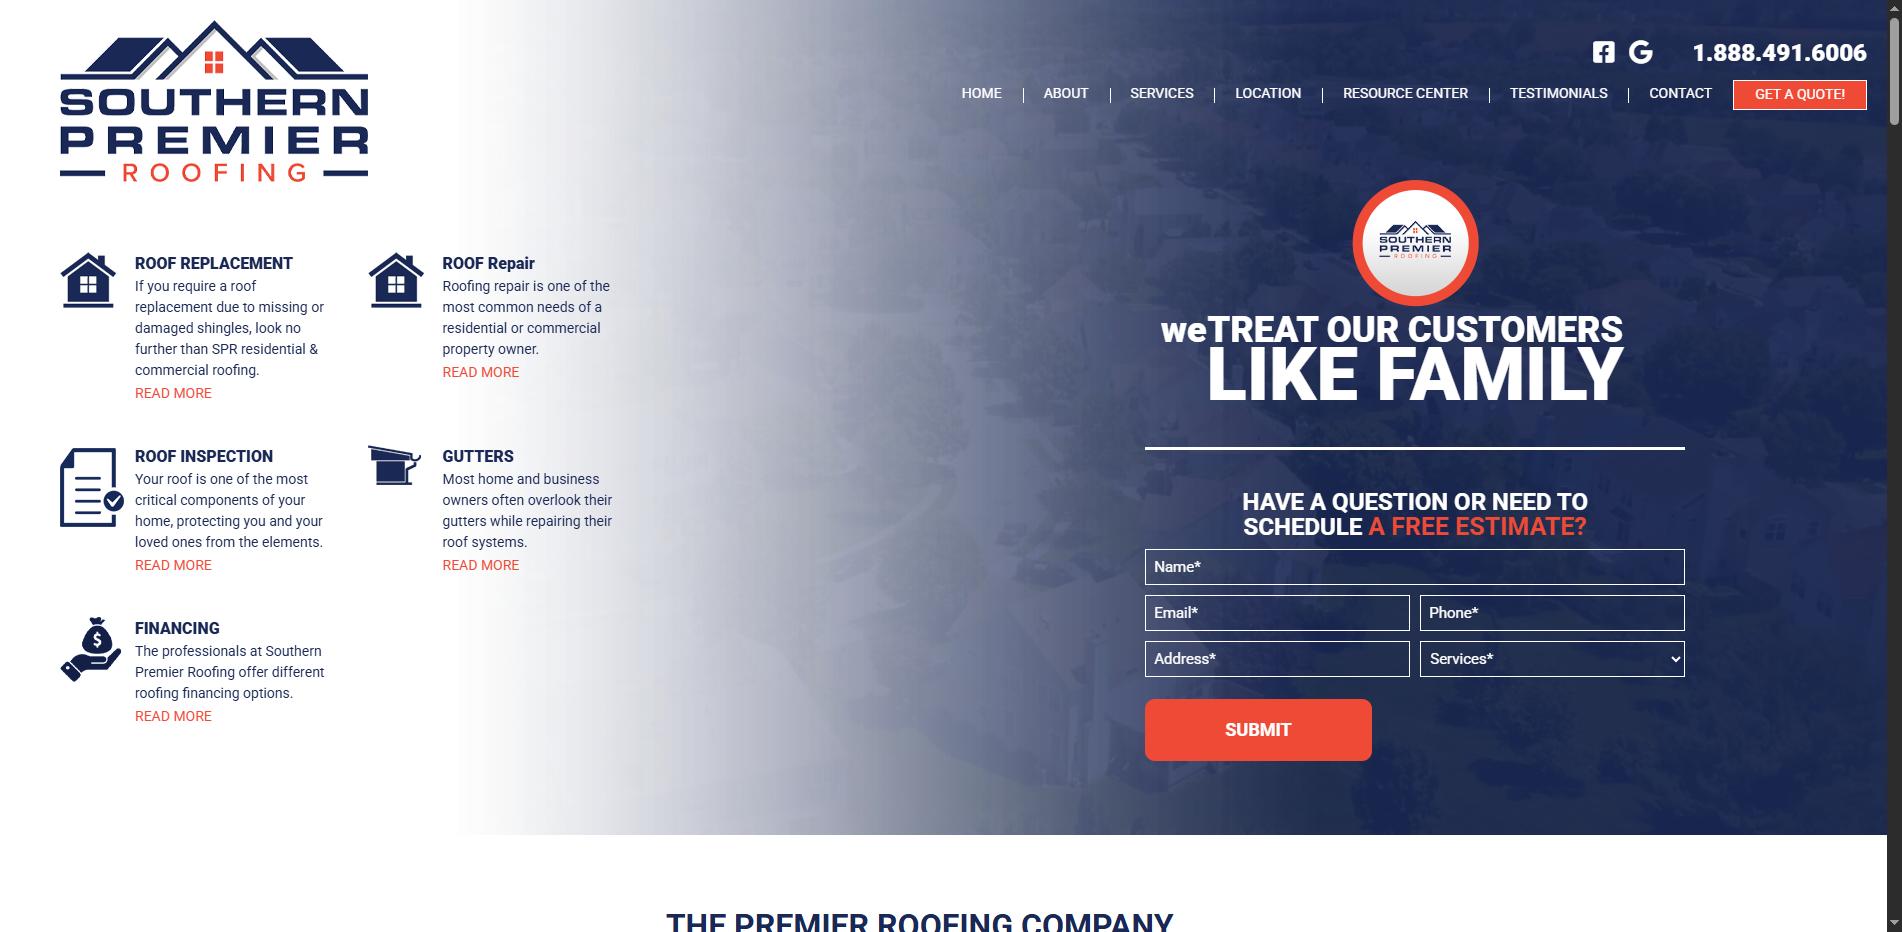 SOUTHERN
PREMIER
ROOFING
1.888.491.6006
HOME
ABOUT
SERVICES
LOCATION
RESOURCE CENTER
TESTIMONIALS
CONTACT
GET A QUOTE!
ROOF REPLACEMENT
If you require a roof
replacement due to missing or
damaged shingles, look no
further than SPR residential &
commercial roofing.
READ MORE
ROOF Repair
Roofing repair is one of the
most common needs of a
residential or commercial
property owner.
READ MORE
ROOF INSPECTION
Your roof is one of the most
critical components of your
home, protecting you and your
loved ones from the elements.
READ MORE
GUTTERS
Most home and business
owners often overlook their
gutters while repairing their
roof systems.
READ MORE
$
FINANCING
The professionals at Southern
Premier Roofing offer different
roofing financing options.
READ MORE
SOUTHERN
PREMIER
ROOFING
weTREAT OUR CUSTOMERS
LIKE FAMILY
HAVE A QUESTION OR NEED TO
SCHEDULE A FREE ESTIMATE?
Name*
Email*
Phone*
Address*
Services*
SUBMIT
THE PREMIER ROOFING COMPANY